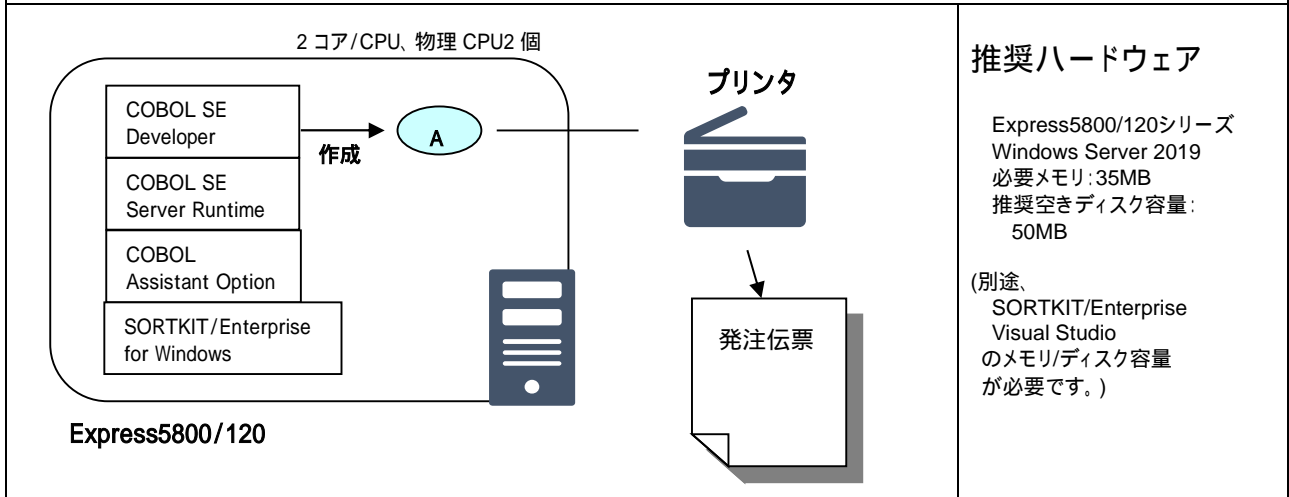 2 コア/CPU、物理 CPU2 個
COBOL SE
Developer
作成
A
COBOL SE
Server Runtime
COBOL
Assistant Option
SORTKIT/Enterprise
for Windows
Express5800/120
プリンタ
発注伝票
推奨ハードウェア
Express5800/120シリーズ
Windows Server 2019
必要メモリ:35MB
推奨空きディスク容量:
50MB
(別途、
SORTKIT/Enterprise
Visual Studio
のメモリ/ディスク容量
が必要です。)